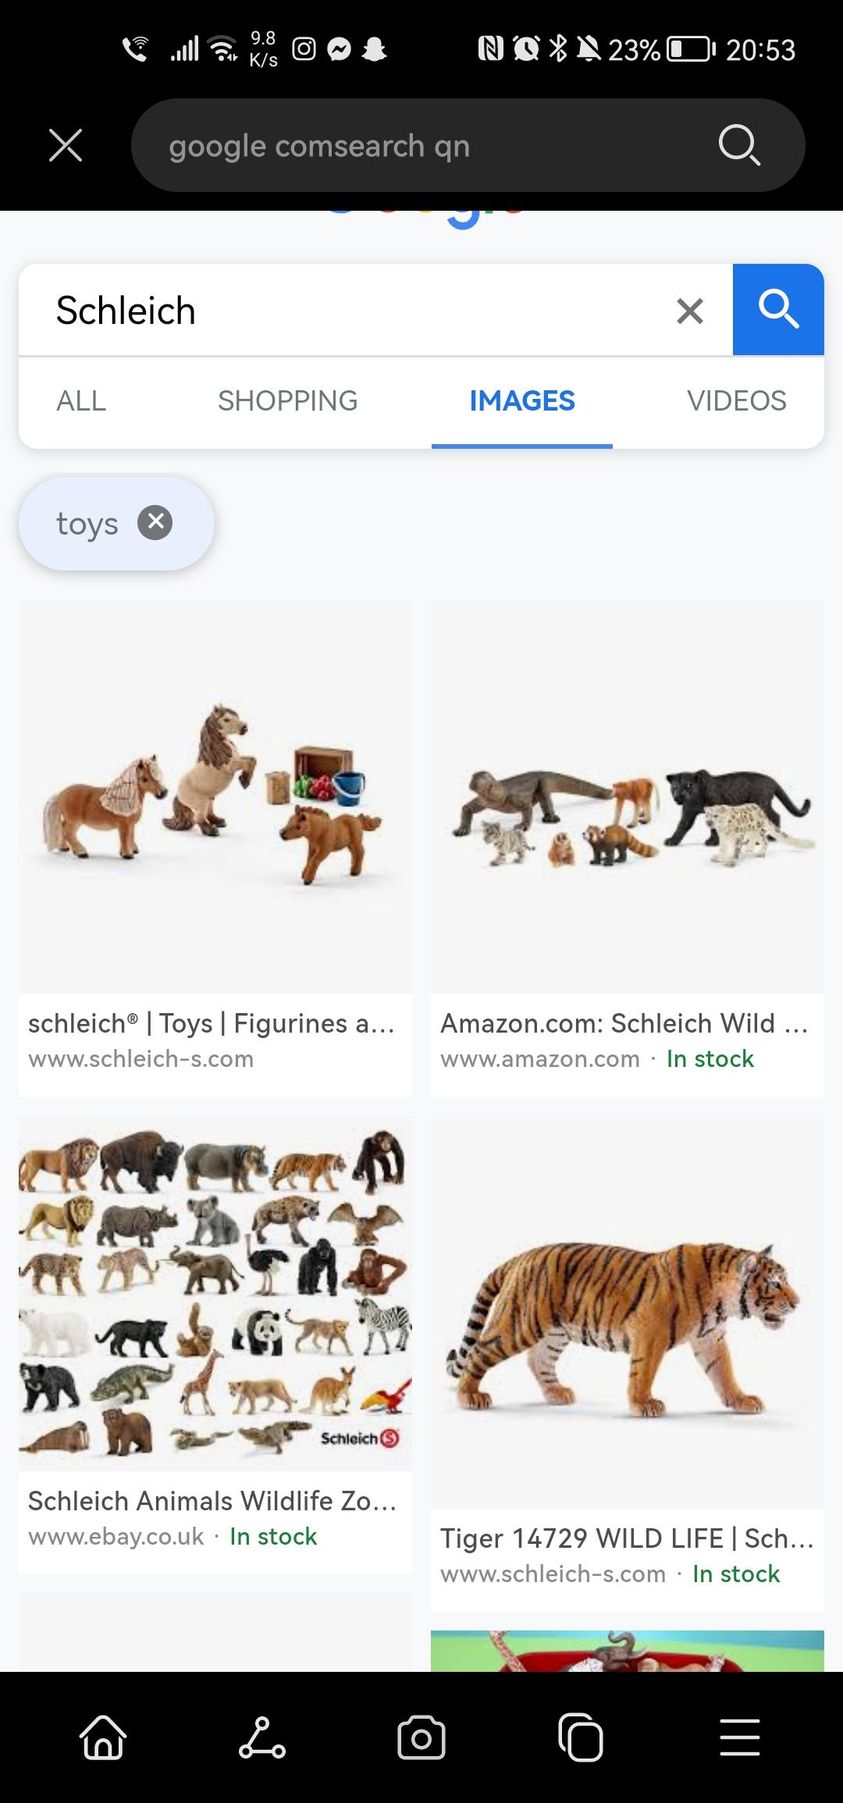 9.8
K/s
23%
20:53
google comsearch qn
Schleich
ALL SHOPPING IMAGES VIDEOS
toys
schleich® | Toys | Figurines a...
www.schleich-s.com
Amazon.com: Schleich Wild ...
www.amazon.com · In stock
Schleich S
Schleich Animals Wildlife Zo...
www.ebay.co.uk · In stock
Tiger 14729 WILD LIFE | Sch...
www.schleich-s.com · In stock